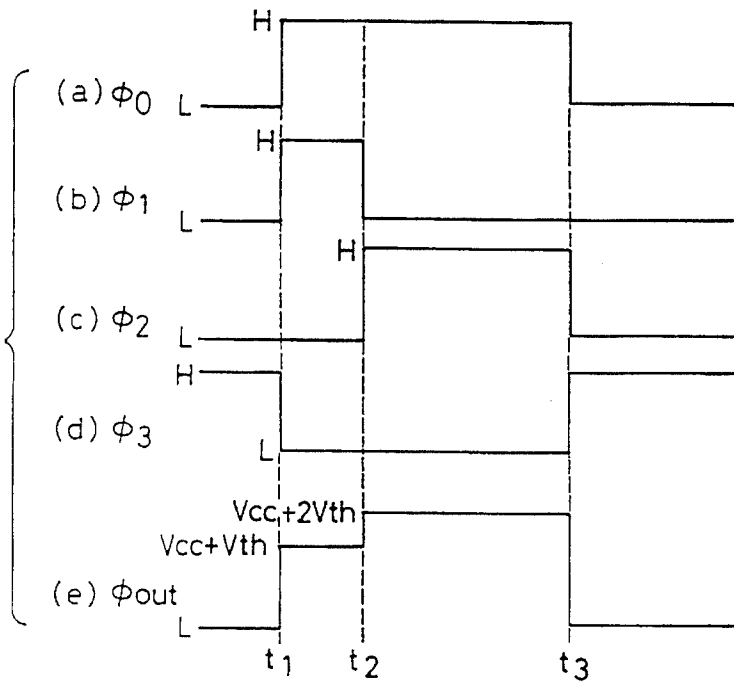 H
(a) ϕ0 L
H
(b) ϕ1 L
H
(c) ϕ2 L
H
(d) ϕ3
L
Vcc+2Vth
Vcc+Vth
(e) ϕout L
t1 t2 t3